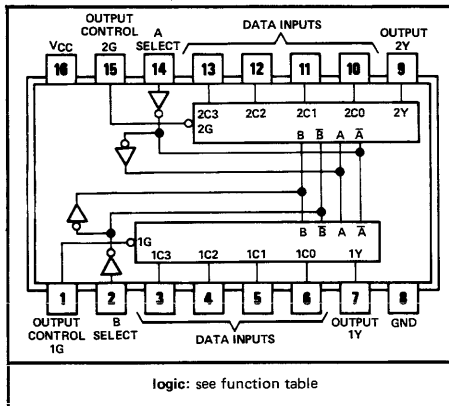 OUTPUT CONTROL 2G
A SELECT
DATA INPUTS
OUTPUT 2Y
VCC
16 15 14 13 12 11 10 9
2C3 2C2 2C1 2C0 2Y
2G
B B̅ A A̅
B B̅ A A̅
1G
1C3 1C2 1C1 1C0 1Y
1 2 3 4 5 6 7 8
OUTPUT CONTROL 1G
B SELECT
DATA INPUTS
OUTPUT 1Y
GND
logic: see function table